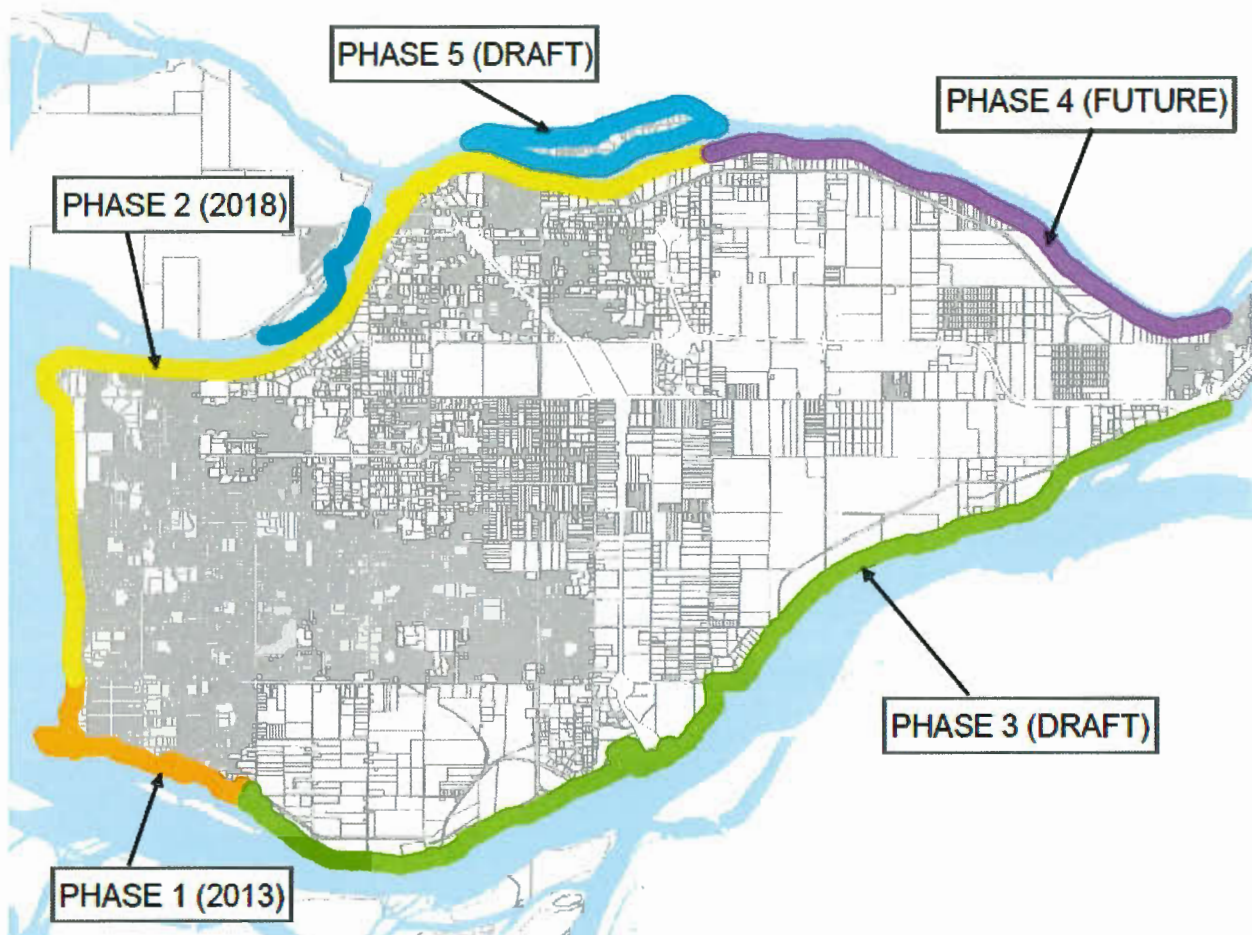 PHASE 5 (DRAFT)
PHASE 4 (FUTURE)
PHASE 2 (2018)
PHASE 3 (DRAFT)
PHASE 1 (2013)